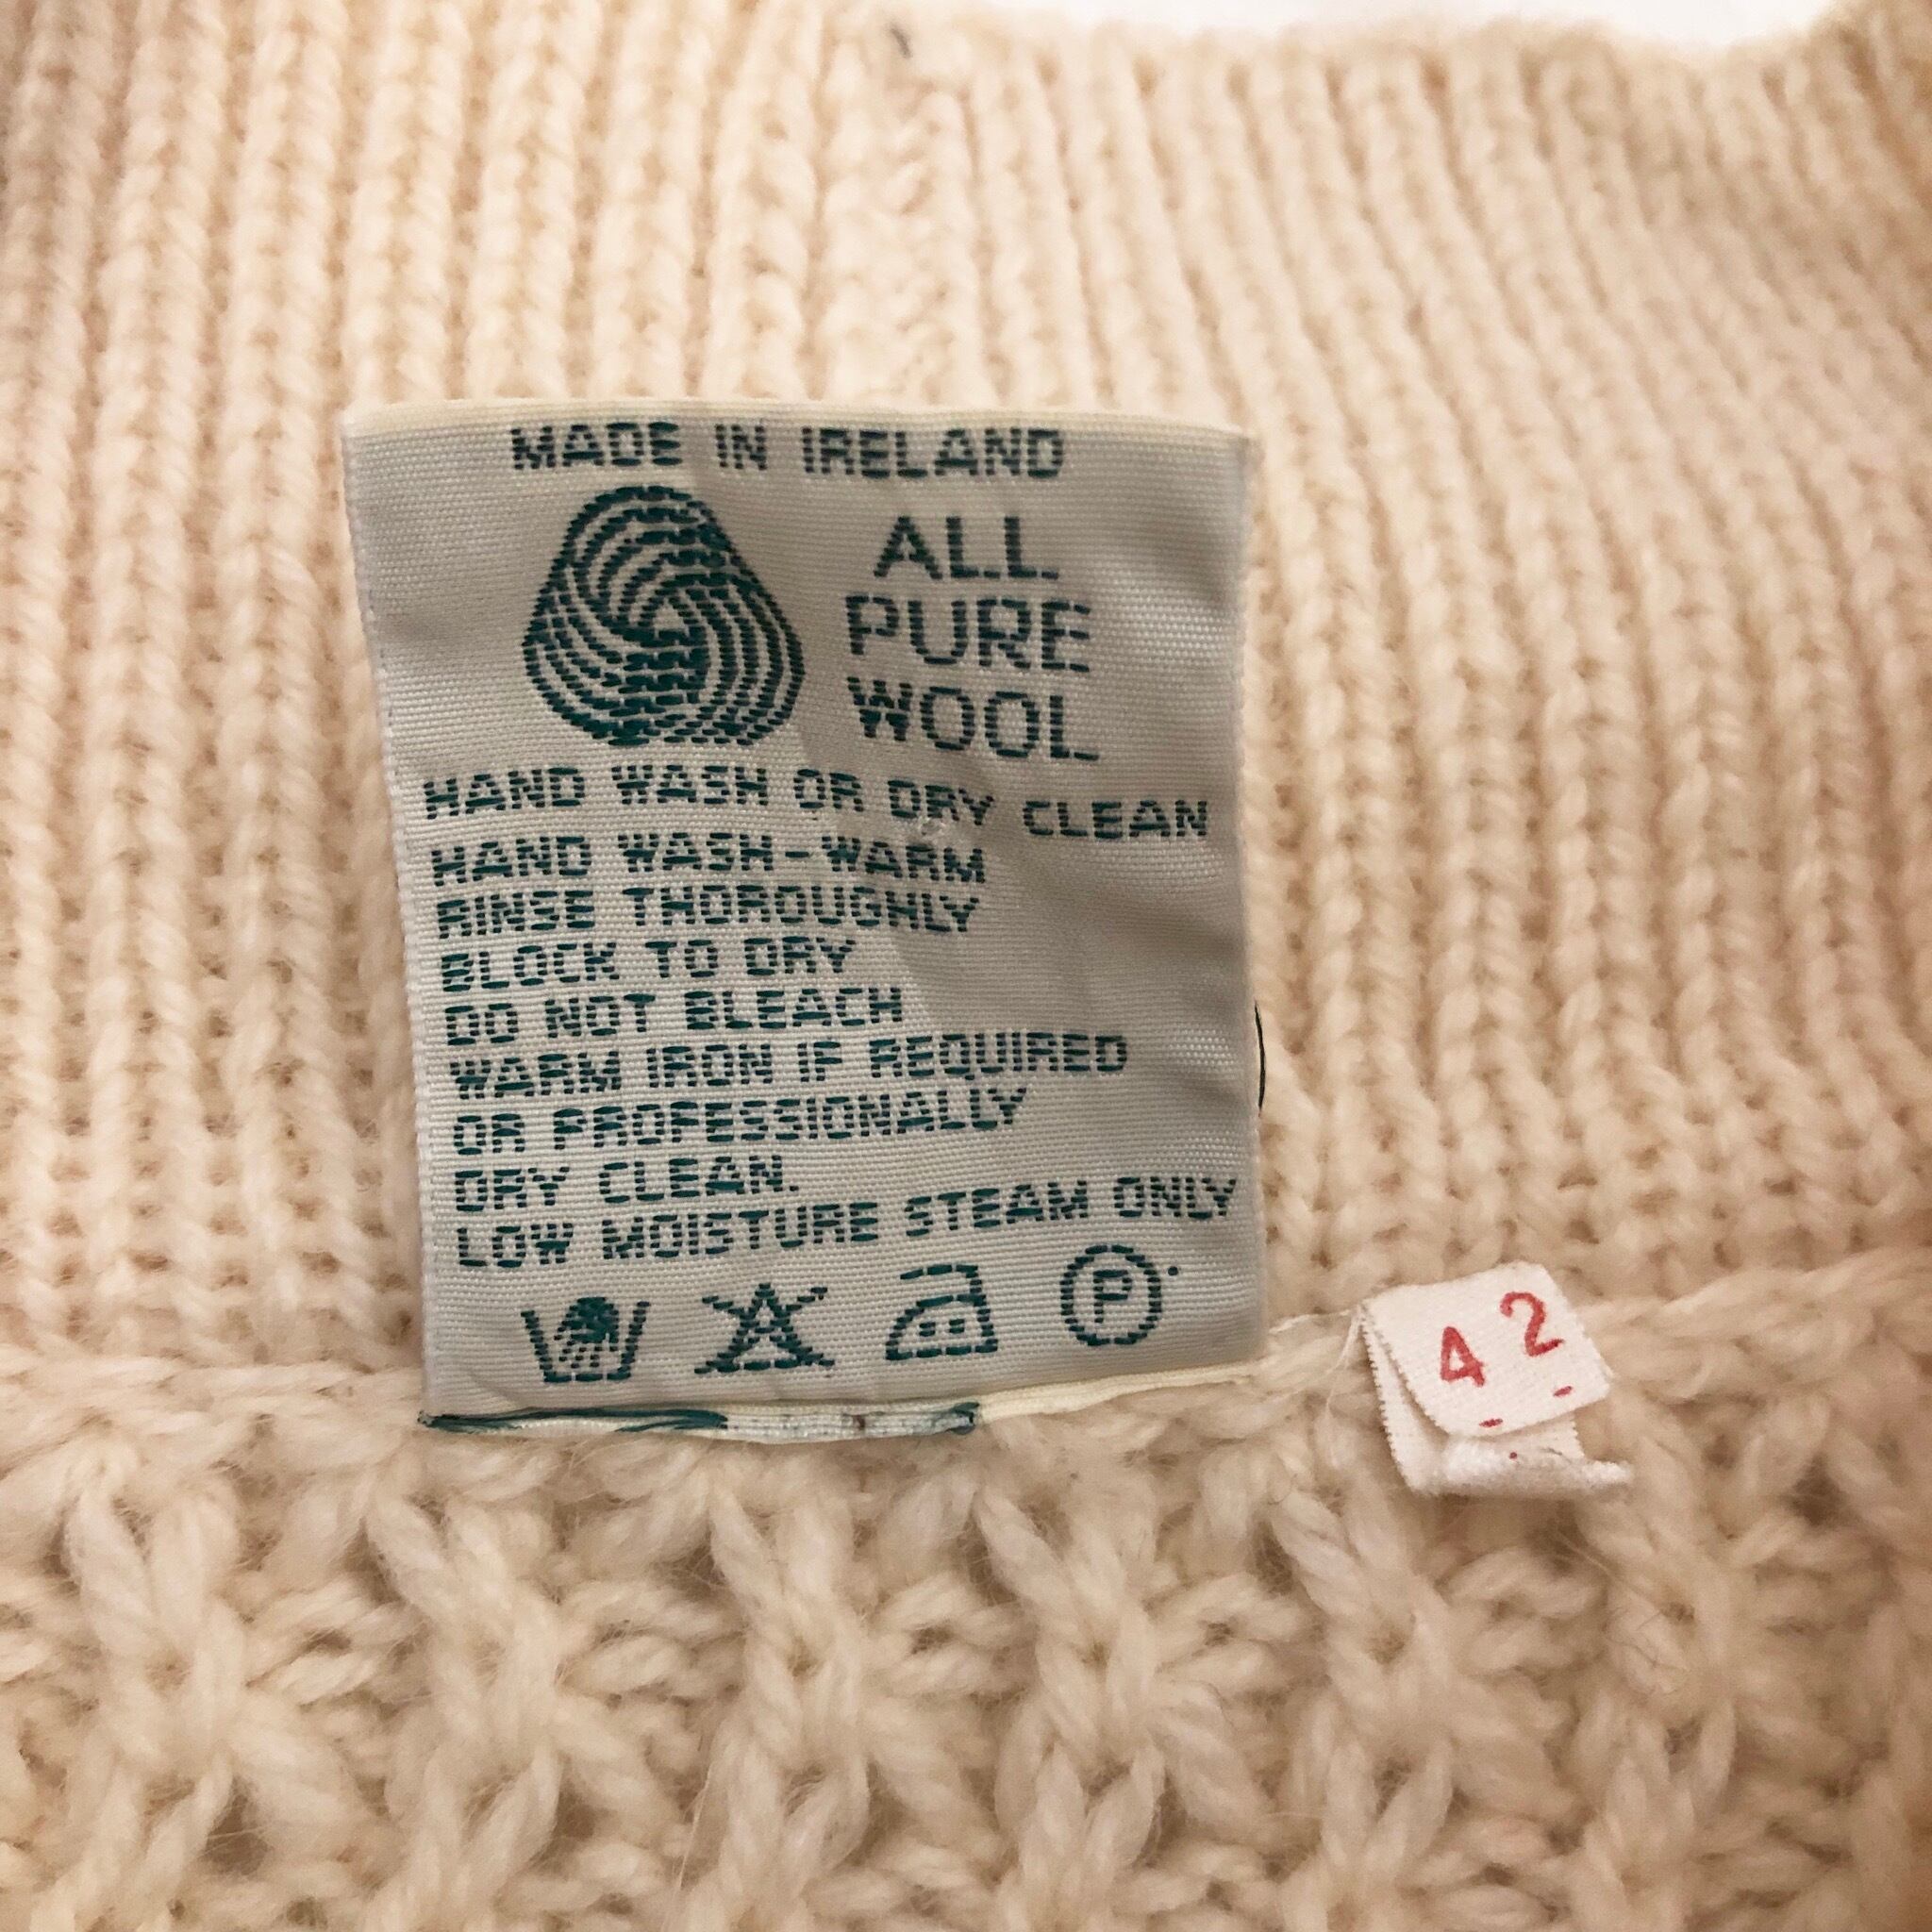 MADE IN IRELAND
ALL
PURE
WOOL
HAND WASH OR DRY CLEAN
HAND WASH-WARM
RINSE THOROUGHLY
BLOCK TO DRY
DO NOT BLEACH
WARM IRON IF REQUIRED
OR PROFESSIONALLY
DRY CLEAN.
LOW MOISTURE STEAM ONLY
P
42